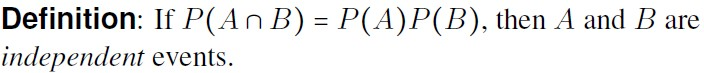 Definition: If P(A ∩ B) = P(A)P(B), then A and B are
independent events.